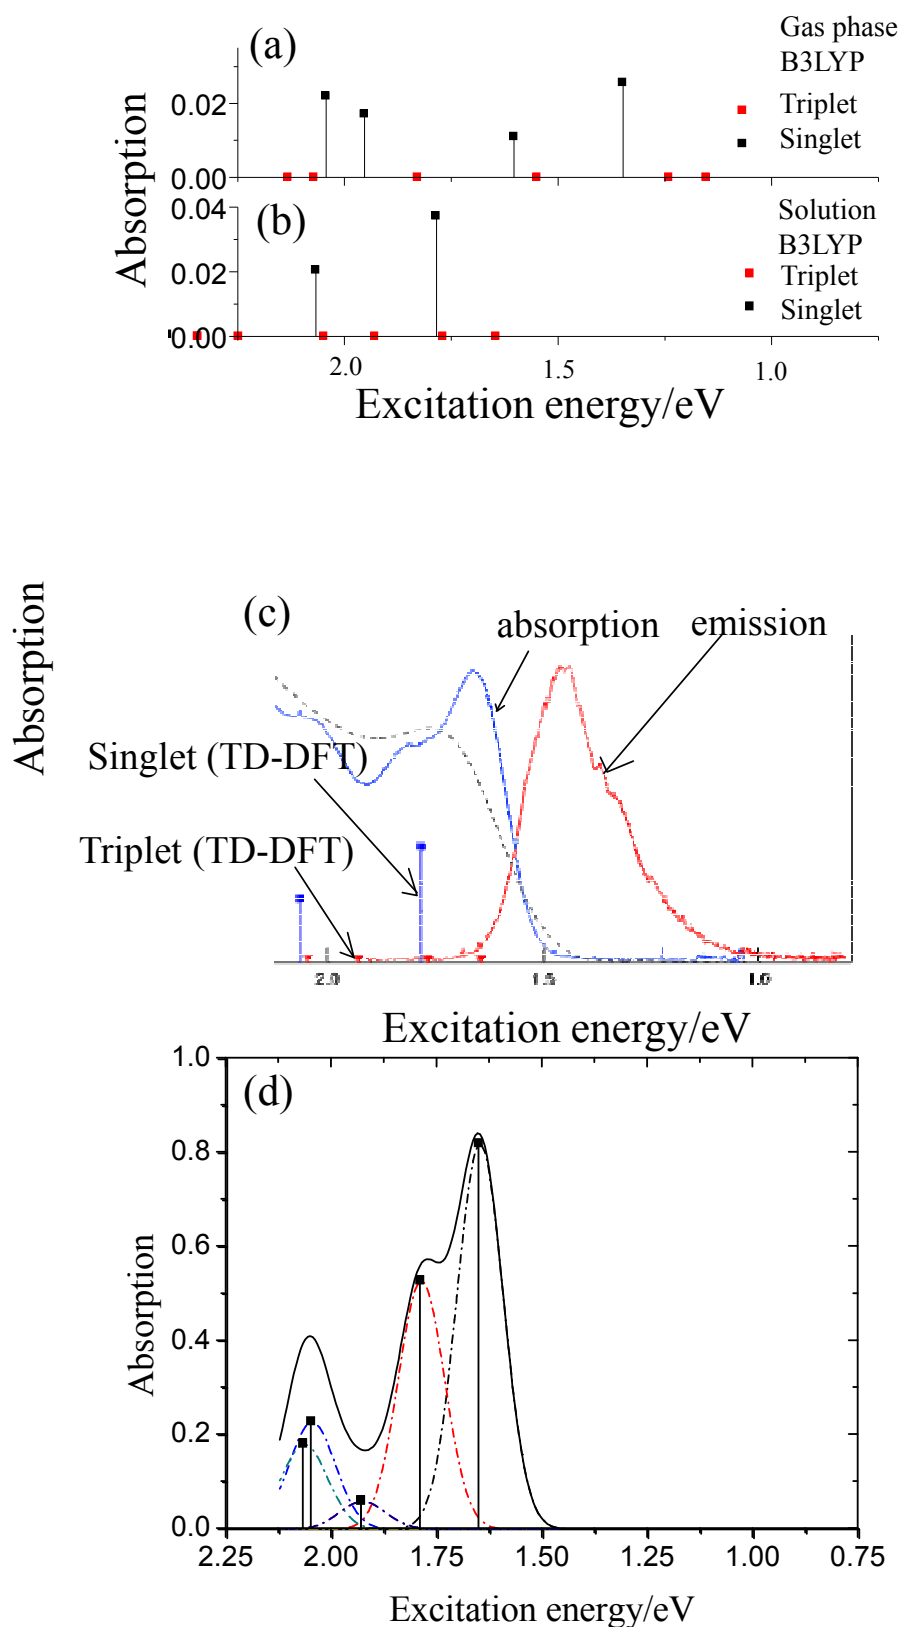 (a)
Gas phase
B3LYP
Triplet
Singlet
0.02
0.00
Absorption
(b)
Solution
B3LYP
Triplet
Singlet
0.04
0.02
0.00
2.0
1.5
1.0
Excitation energy/eV
(c)
Absorption
absorption
emission
Singlet (TD-DFT)
Triplet (TD-DFT)
2.0
1.5
1.0
Excitation energy/eV
(d)
1.0
0.8
0.6
0.4
0.2
0.0
Absorption
2.25
2.00
1.75
1.50
1.25
1.00
0.75
Excitation energy/eV